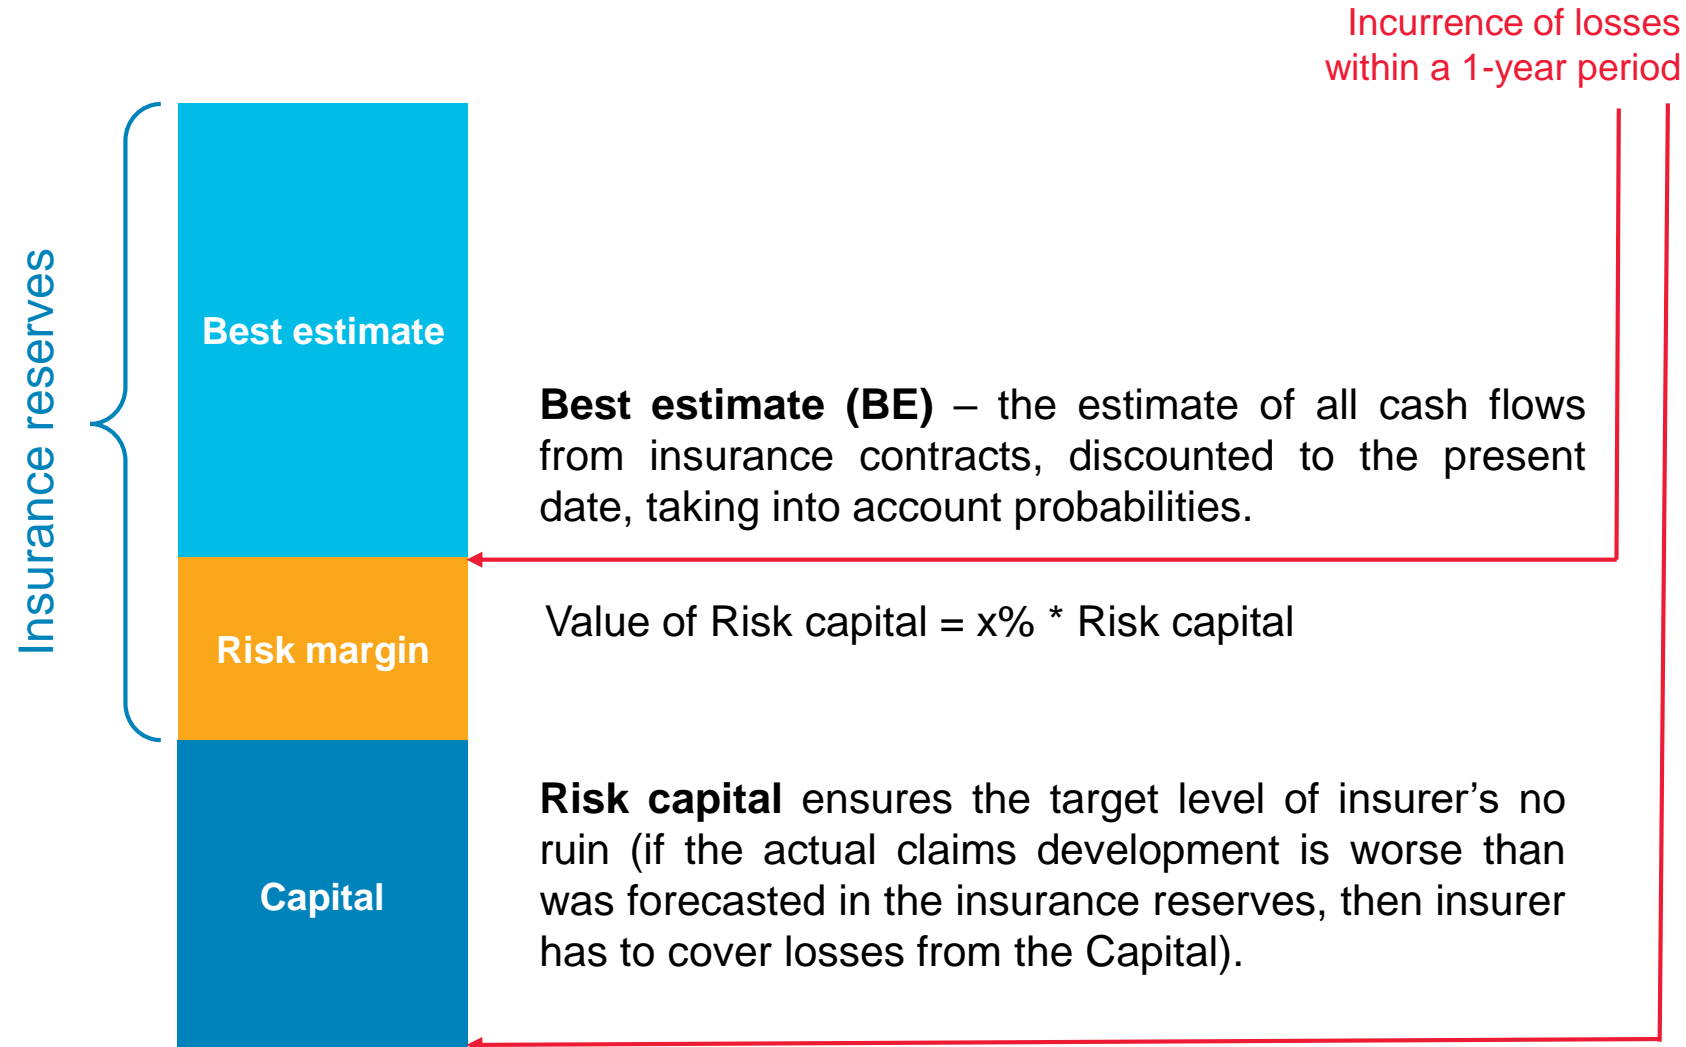 Incurrence of losses
within a 1-year period
Insurance reserves
Best estimate
Best estimate (BE) – the estimate of all cash flows
from insurance contracts, discounted to the present
date, taking into account probabilities.
Risk margin
Value of Risk capital = x% * Risk capital
Capital
Risk capital ensures the target level of insurer’s no
ruin (if the actual claims development is worse than
was forecasted in the insurance reserves, then insurer
has to cover losses from the Capital).